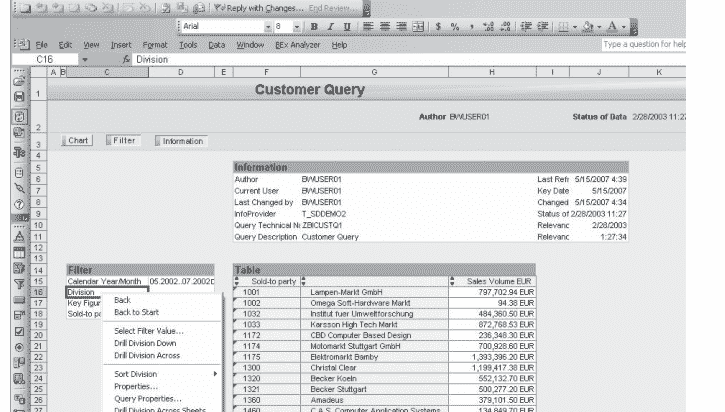 Reply with Changes... End Review...
Arial 8 B I U $ % ,
File Edit View Insert Format Tools Data Window BEx Analyzer Help Type a question for help
C16 fx Division
A B C D E F G H I J K
1 Customer Query
2 Author BWUSER01 Status of Data 2/28/2003 11:27
3 Chart Filter Information
4
5 Information
6 Author BWUSER01 Last Refr 5/15/2007 4:39
7 Current User BWUSER01 Key Date 5/15/2007
8 Last Changed by BWUSER01 Changed 5/15/2007 4:34
9 InfoProvider T_SDDEMO2 Status of 2/28/2003 11:27
10 Query Technical N ZBICUSTQ1 Relevanc 2/28/2003
11 Query Description Customer Query Relevanc 1:27:34
12
13
14 Filter Table
15 Calendar Year/Month 05.2002..07.2002 Sold-to party Sales Volume EUR
16 Division 1001 Lampen-Markt GmbH 797,702.94 EUR
17 Key Figur Back 1002 Omega Soft-Hardware Markt 94.38 EUR
18 Sold-to pa Back to Start 1032 Institut fuer Umweltforschung 484,360.50 EUR
19 1033 Karsson High Tech Markt 872,768.53 EUR
20 Select Filter Value... 1172 CBD Computer Based Design 236,348.30 EUR
21 Drill Division Down 1174 Motomarkt Stuttgart GmbH 700,928.60 EUR
22 Drill Division Across 1175 Elektromarkt Bamby 1,393,396.20 EUR
23 1300 Christal Clear 1,199,417.38 EUR
24 Sort Division 1320 Becker Koeln 552,132.70 EUR
25 Properties... 1321 Becker Stuttgart 500,277.20 EUR
26 Query Properties... 1360 Amadeus 379,101.50 EUR
Drill Division Across Sheets 1460 C.A.S. Computer Application Systems 134,849.70 EUR